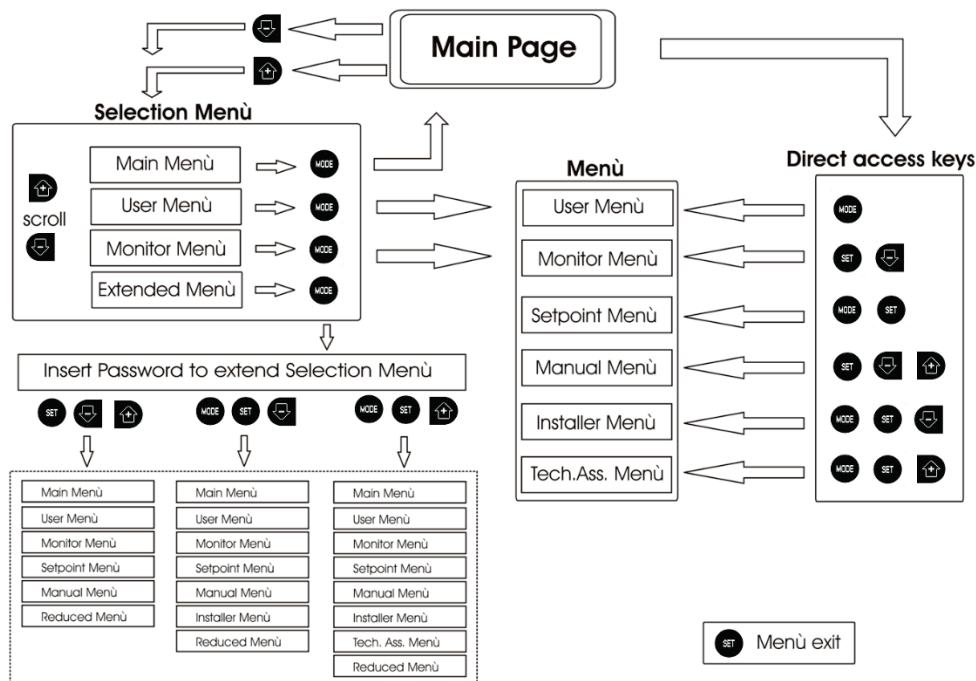 Main Page
Selection Menù
Main Menù MODE
User Menù MODE
scroll
Monitor Menù MODE
Extended Menù MODE
Insert Password to extend Selection Menù
SET - +
MODE SET -
MODE SET +
Main Menù
User Menù
Monitor Menù
Setpoint Menù
Manual Menù
Reduced Menù
Main Menù
User Menù
Monitor Menù
Setpoint Menù
Manual Menù
Installer Menù
Reduced Menù
Main Menù
User Menù
Monitor Menù
Setpoint Menù
Manual Menù
Installer Menù
Tech. Ass. Menù
Reduced Menù
Menù
User Menù
Monitor Menù
Setpoint Menù
Manual Menù
Installer Menù
Tech.Ass. Menù
Direct access keys
MODE
SET -
MODE SET
SET - +
MODE SET -
MODE SET +
SET Menù exit